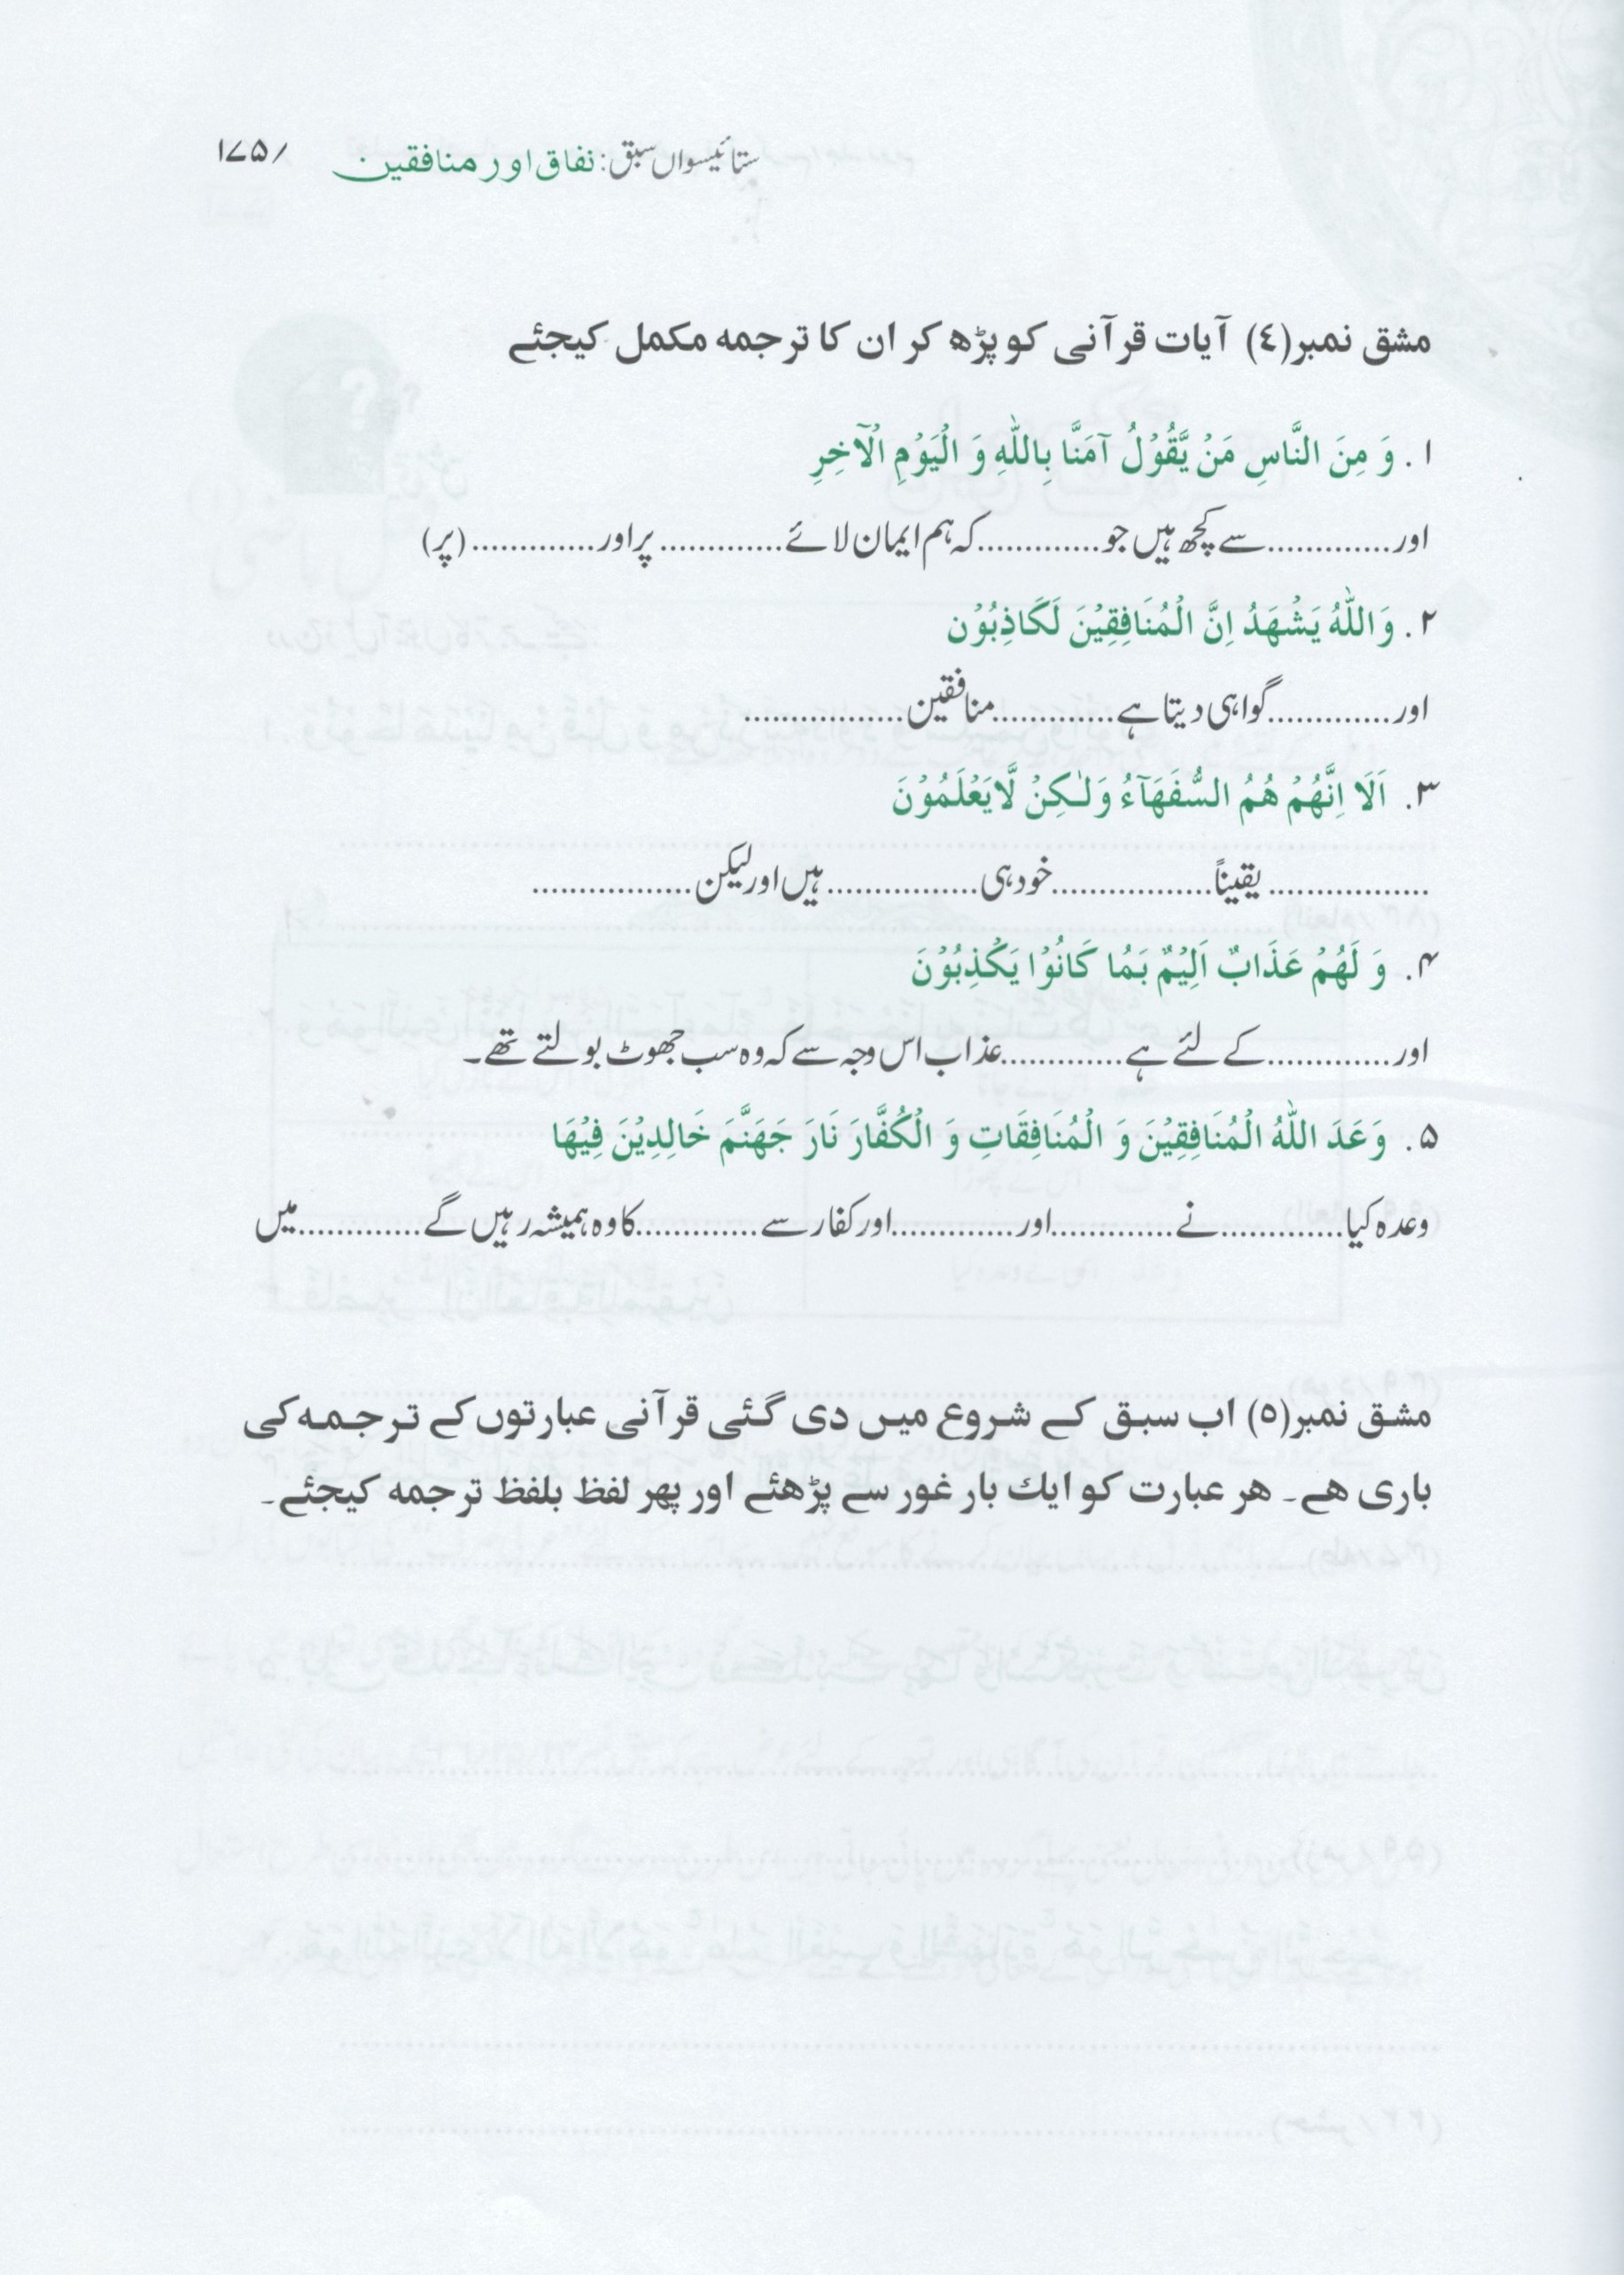 ستائیسواں سبق: نفاق اور منافقین /۱۷۵
مشق نمبر(٤) آیات قرآنی کو پڑھ کر ان کا ترجمہ مکمل کیجئے
۱. وَ مِنَ النَّاسِ مَنْ يَّقُوْلُ آمَنَّا بِاللّٰهِ وَ الْيَوْمِ الْآخِرِ
اور.............سے کچھ ہیں جو.............کہ ہم ایمان لائے.............پر اور.............(پر)
۲. وَاللّٰهُ يَشْهَدُ اِنَّ الْمُنَافِقِيْنَ لَكَاذِبُوْن
اور.............گواہی دیتا ہے.............منافقین.................
۳. اَلَا اِنَّهُمْ هُمُ السُّفَهَآءُ وَلٰكِنْ لَّايَعْلَمُوْنَ
.................یقیناً.................خود ہی................ہیں اور لیکن.................
۴. وَ لَهُمْ عَذَابٌ اَلِيْمٌ بَمُا كَانُوْا يَكْذِبُوْنَ
اور.............کے لئے ہے.............عذاب اس وجہ سے کہ وہ سب جھوٹ بولتے تھے۔
۵. وَعَدَ اللّٰهُ الْمُنَافِقِيْنَ وَ الْمُنَافِقَاتِ وَ الْكُفَّارَ نَارَ جَهَنَّمَ خَالِدِيْنَ فِيْهَا
وعدہ کیا.............نے.............اور.............اور کفار سے.............کا وہ ہمیشہ رہیں گے.............میں
مشق نمبر(٥) اب سبق کے شروع میں دی گئی قرآنی عبارتوں کے ترجمہ کی
باری ھے۔ ھر عبارت کو ایك بار غور سے پڑھئے اور پھر لفظ بلفظ ترجمہ کیجئے۔